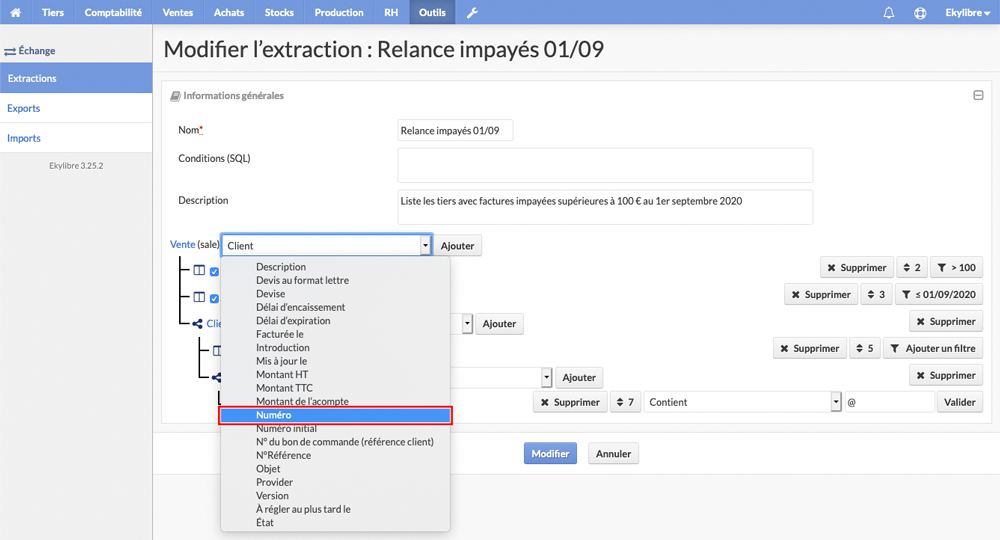 Tiers Comptabilité Ventes Achats Stocks Production RH Outils Ekylibre
Échange
Extractions
Exports
Imports
Ekylibre 3.25.2
Modifier l’extraction : Relance impayés 01/09
Informations générales
Nom* Relance impayés 01/09
Conditions (SQL)
Description Liste les tiers avec factures impayées supérieures à 100 € au 1er septembre 2020
Vente (sale) Client Ajouter
Description
Supprimer 2 > 100
Devis au format lettre
Devise
Supprimer 3 ≤ 01/09/2020
Délai d’encaissement
Délai d’expiration
Clie Ajouter Supprimer
Facturée le
Introduction
Supprimer 5 Ajouter un filtre
Mis à jour le
Montant HT
Ajouter Supprimer
Montant TTC
Montant de l’acompte
Supprimer 7 Contient @ Valider
Numéro
Numéro initial
N° du bon de commande (référence client)
N°Référence
Modifier Annuler
Objet
Provider
Version
À régler au plus tard le
État